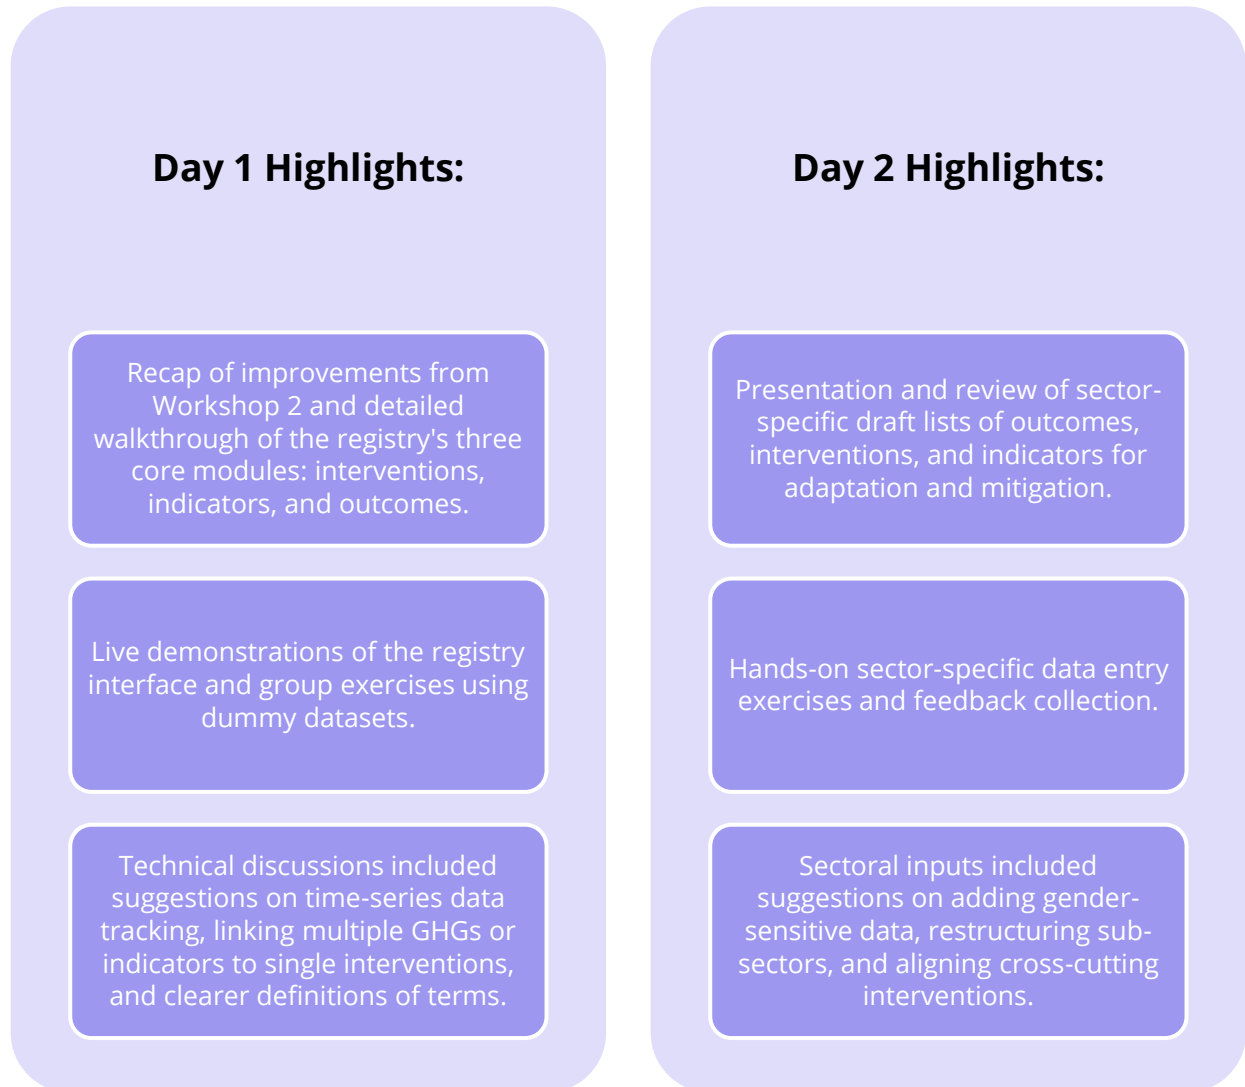 Day 1 Highlights:
Recap of improvements from
Workshop 2 and detailed
walkthrough of the registry's three
core modules: interventions,
indicators, and outcomes.
Live demonstrations of the registry
interface and group exercises using
dummy datasets.
Technical discussions included
suggestions on time-series data
tracking, linking multiple GHGs or
indicators to single interventions,
and clearer definitions of terms.
Day 2 Highlights:
Presentation and review of sector-
specific draft lists of outcomes,
interventions, and indicators for
adaptation and mitigation.
Hands-on sector-specific data entry
exercises and feedback collection.
Sectoral inputs included
suggestions on adding gender-
sensitive data, restructuring sub-
sectors, and aligning cross-cutting
interventions.